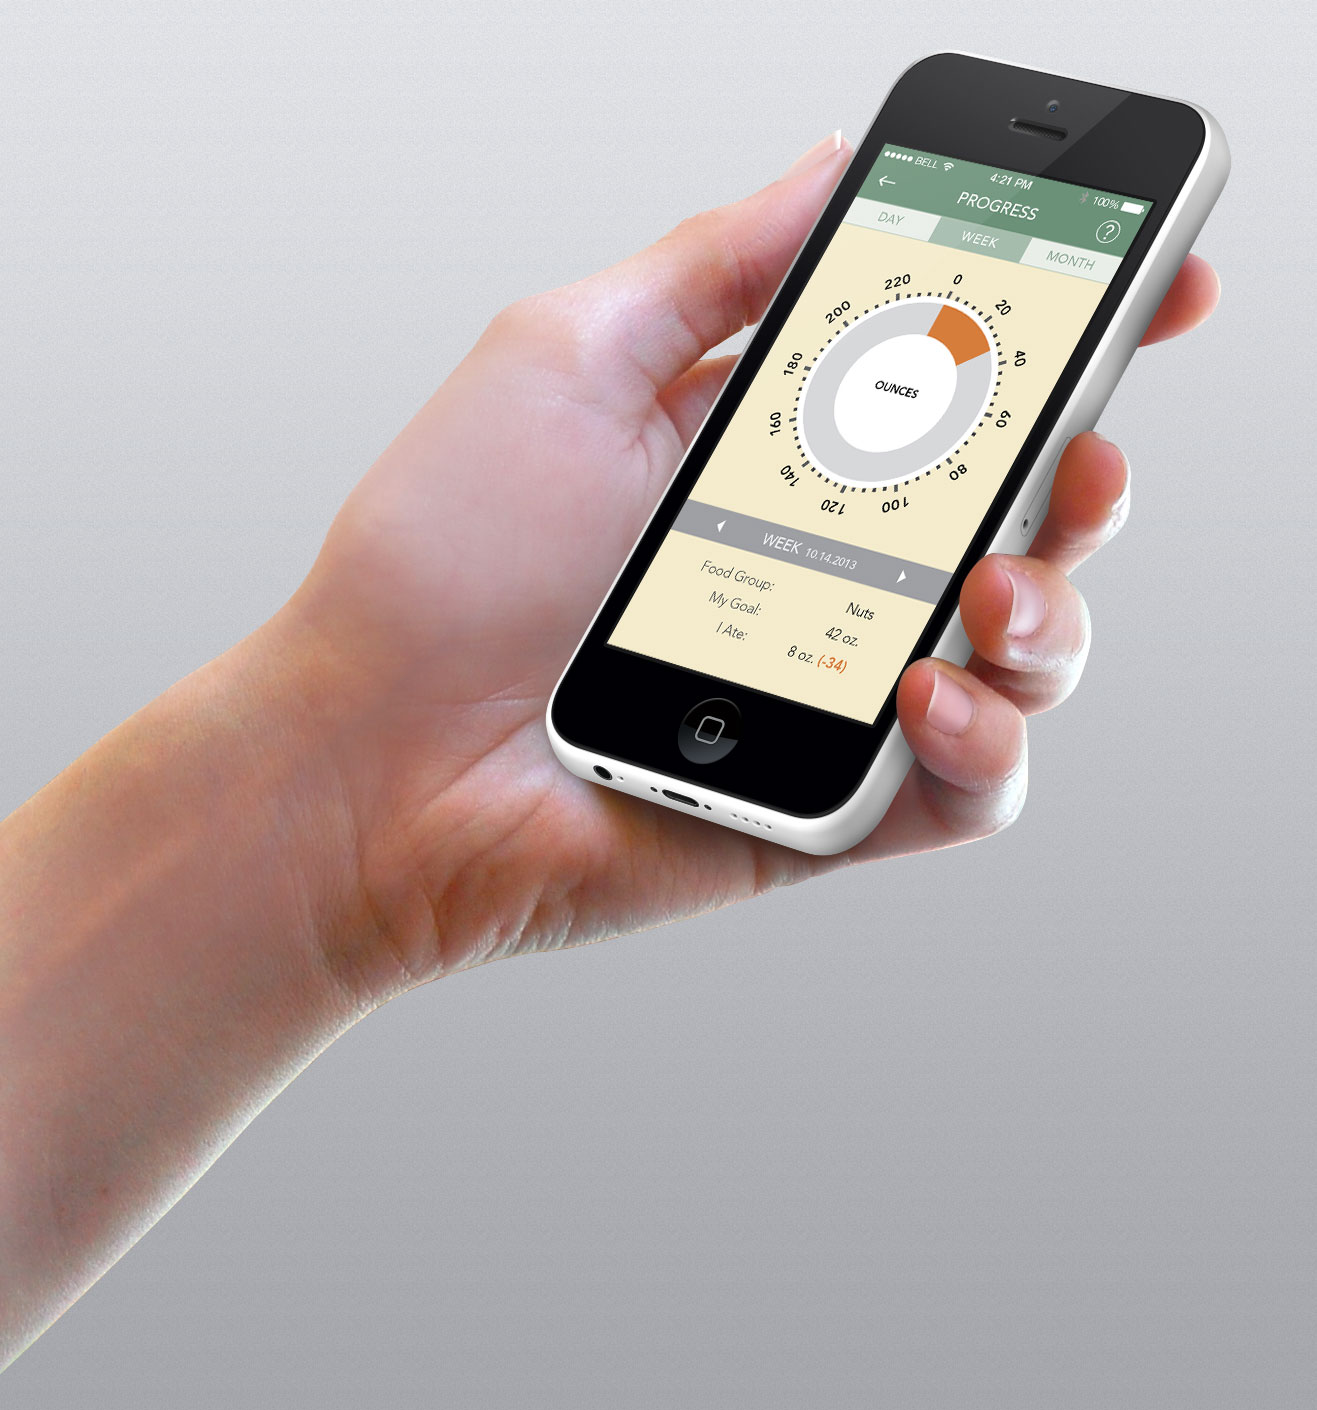 BELL 4:21 PM 100%
← PROGRESS ?
DAY WEEK MONTH
0
20
40
60
80
100
120
140
160
180
200
220
OUNCES
WEEK 10.14.2013
Food Group: Nuts
My Goal: 42 oz.
I Ate: 8 oz. (-34)